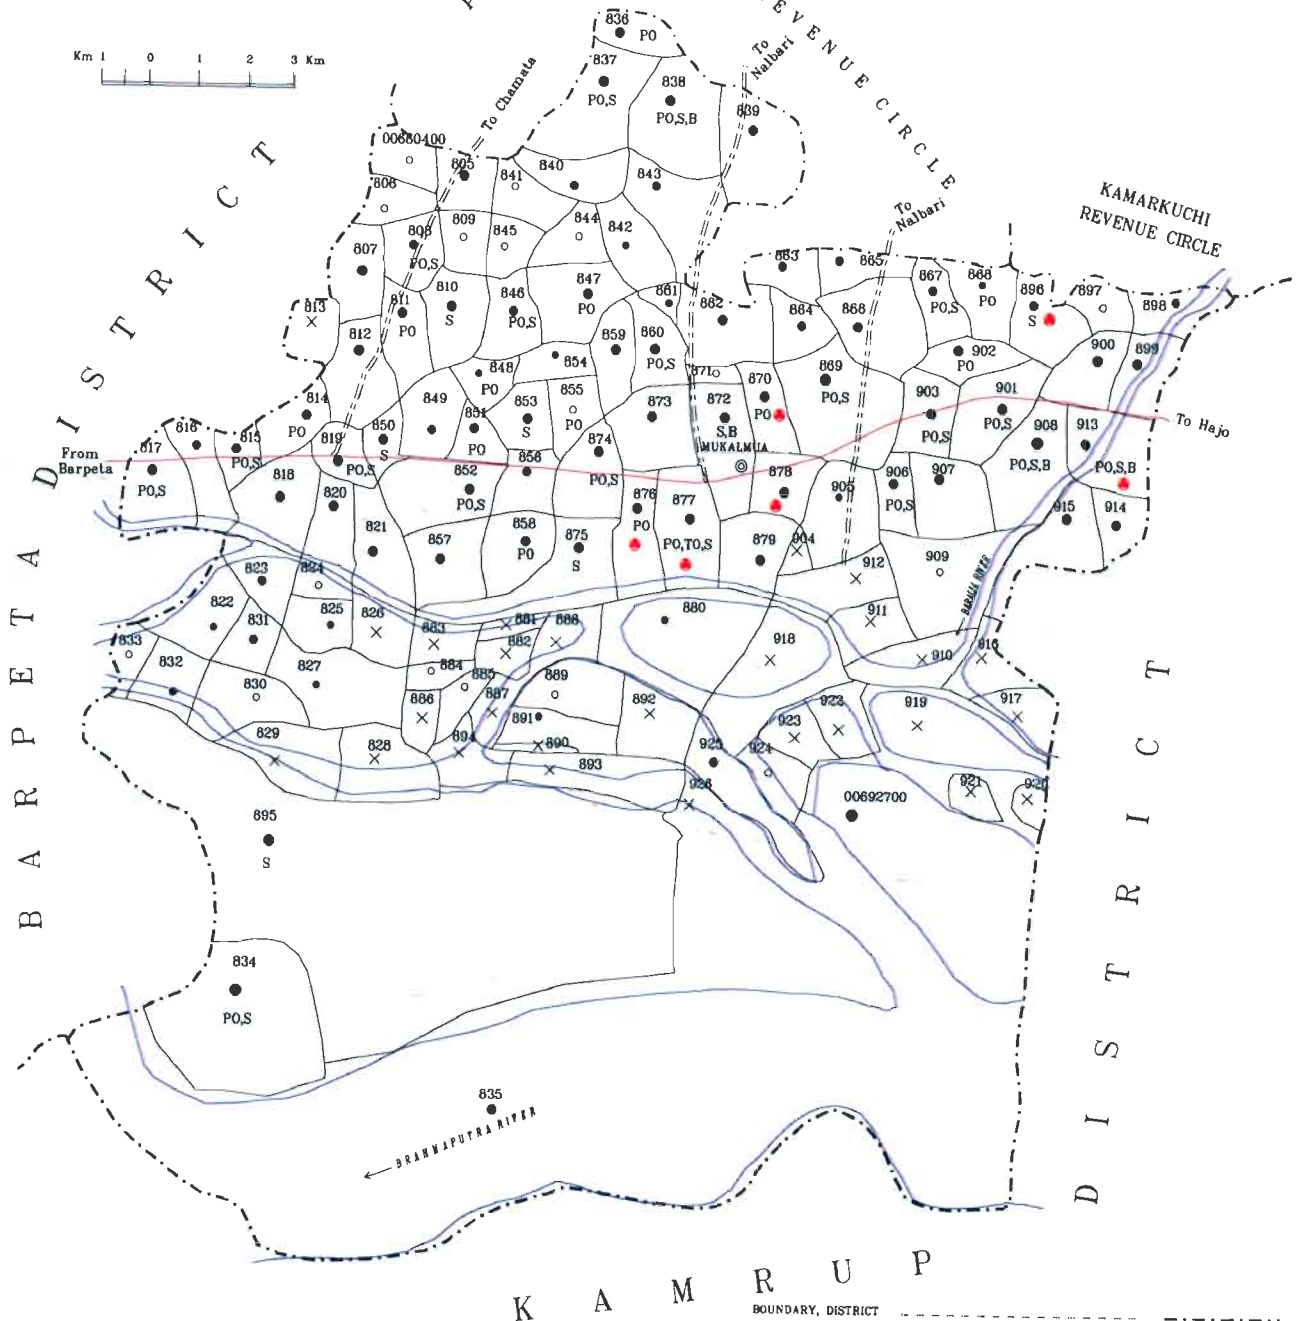 EVENUE CIRCLE
836
PO
Km 1 0 1 2 3 Km
837
PO,S
838
PO,S,B
To Nalbari
839
To Chamata
00680400
805
841
840
843
806
808
PO,S
809
845
844
842
807
To Nalbari
KAMARKUCHI
REVENUE CIRCLE
863
865
867
PO,S
PO
896
S
897
898
813
811
PO
810
S
846
PO,S
847
PO
861
862
864
868
812
848
PO
854
859
860
PO,S
871
870
PO
869
PO,S
902
PO
900
899
814
PO
849
851
PO
853
S
855
PO
873
872
S,B
MUKALMUA
903
PO,S
901
PO,S
908
PO,S,B
913
PO,S,B
To Hajo
From
Barpeta
817
PO,S
816
815
PO,S
819
PO,S
850
S
874
PO,S
818
820
852
PO,S
856
876
PO
877
PO,TO,S
878
905
906
PO,S
907
915
914
821
857
858
PO
875
S
879
904
912
909
BARALIA RIVER
823
824
822
831
825
826
883
881
882
888
880
918
911
910
916
833
832
830
827
884
885
886
887
889
891
890
892
893
894
829
828
925
926
923
922
924
919
917
921
920
00692700
895
S
834
PO,S
835
BRAHMAPUTRA RIVER
BARPETA DISTRICT
DISTRICT
KAMRUP
BOUNDARY, DISTRICT